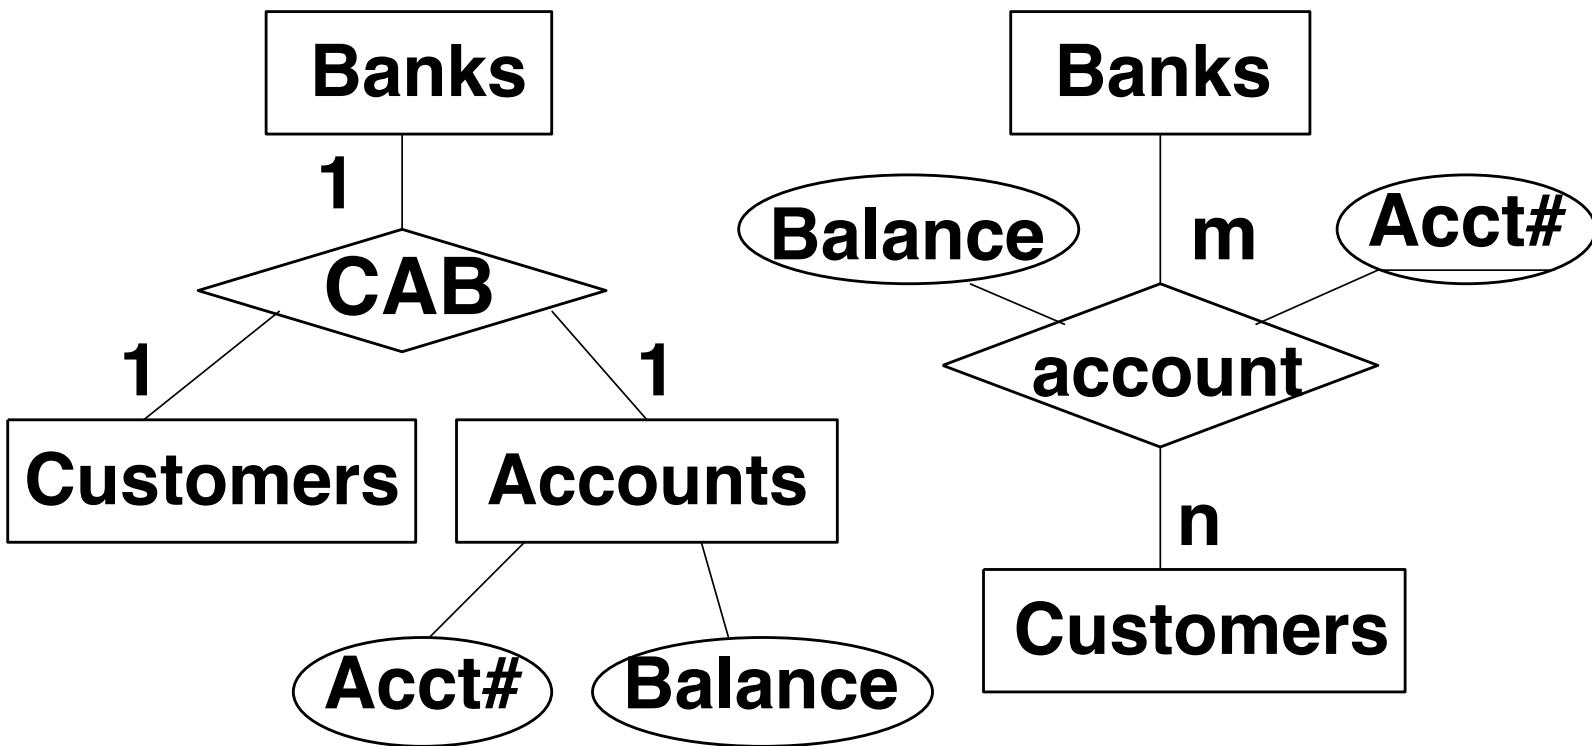 Banks
1
CAB
1
1
Customers
Accounts
Acct#
Balance
Banks
Balance
m
Acct#
account
n
Customers